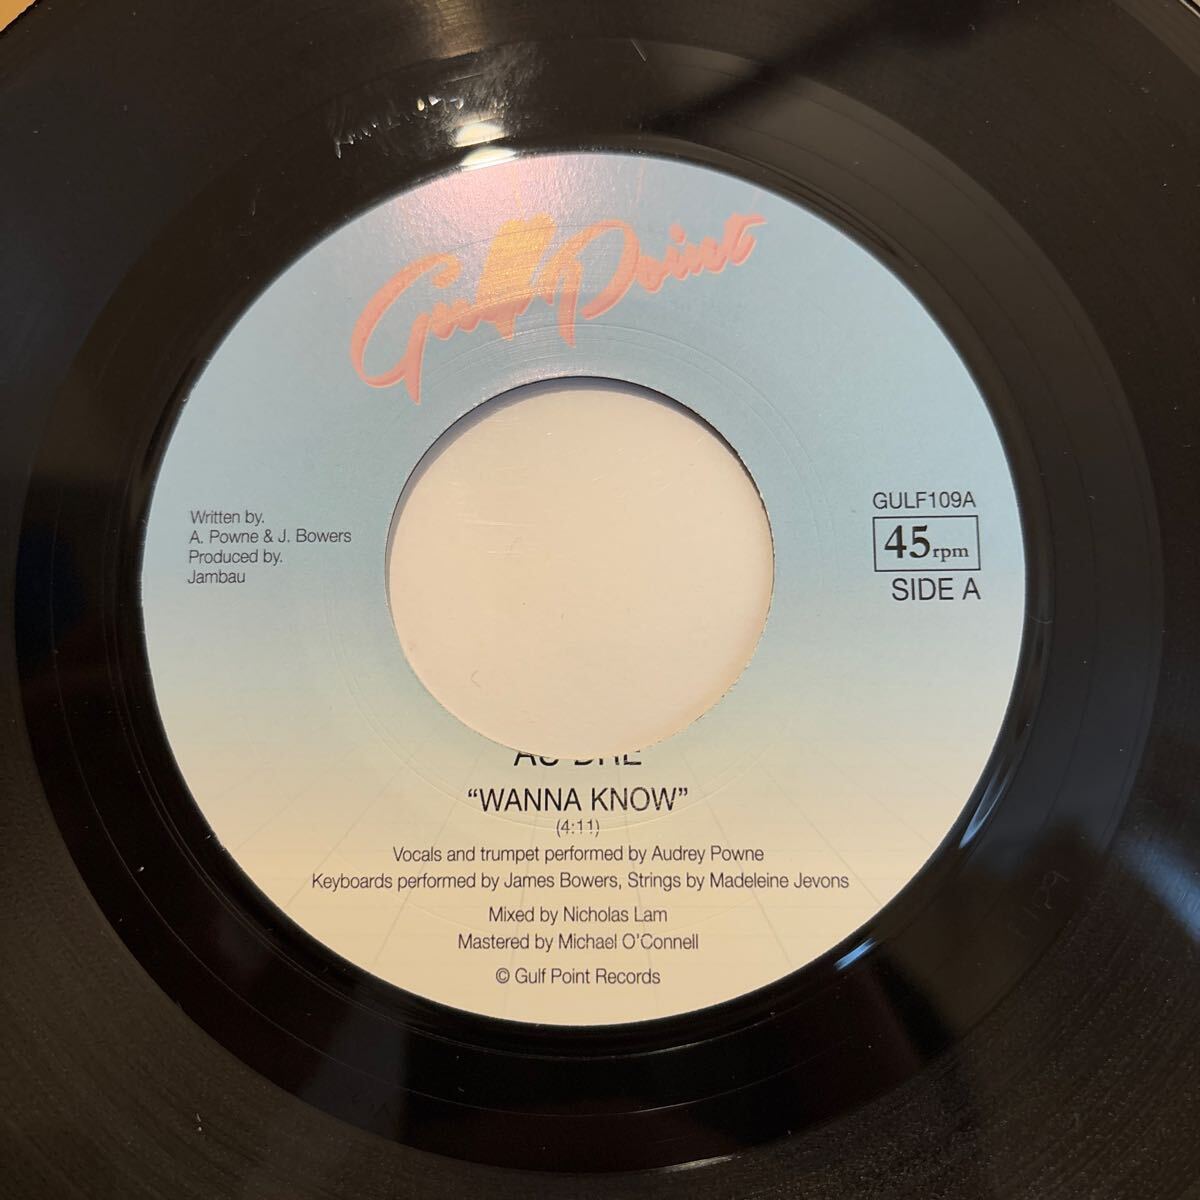 Gulf Point
Written by.
A. Powne & J. Bowers
Produced by.
Jambau
GULF109A
45rpm
SIDE A
"WANNA KNOW"
(4:11)
Vocals and trumpet performed by Audrey Powne
Keyboards performed by James Bowers, Strings by Madeleine Jevons
Mixed by Nicholas Lam
Mastered by Michael O'Connell
© Gulf Point Records